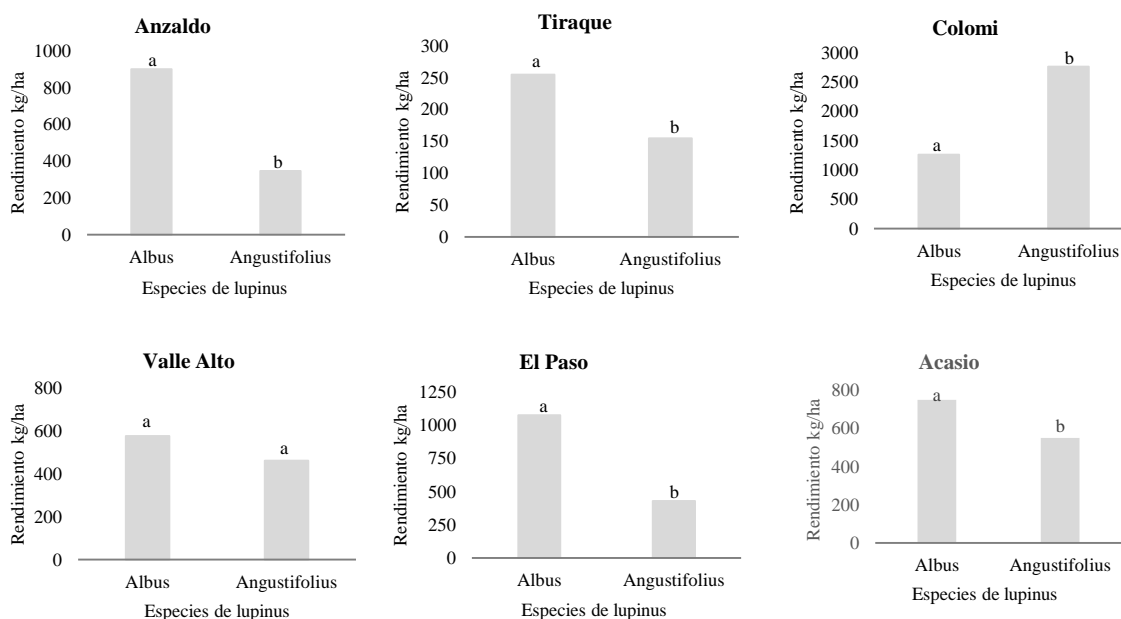 Anzaldo
Rendimiento kg/ha
1000
800
600
400
200
0
a
b
Albus
Angustifolius
Especies de lupinus
Tiraque
Rendimiento kg/ha
300
250
200
150
100
50
0
a
b
Albus
Angustifolius
Especies de lupinus
Colomi
Rendimiento kg/ha
3000
2500
2000
1500
1000
500
0
a
b
Albus
Angustifolius
Especies de lupinus
Valle Alto
Rendimiento kg/ha
800
600
400
200
0
a
a
Albus
Angustifolius
Especies de lupinus
El Paso
Rendimiento kg/ha
1250
1000
750
500
250
0
a
b
Albus
Angustifolius
Especies de lupinus
Acasio
Rendimiento kg/ha
800
600
400
200
0
a
b
Albus
Angustifolius
Especies de lupinus